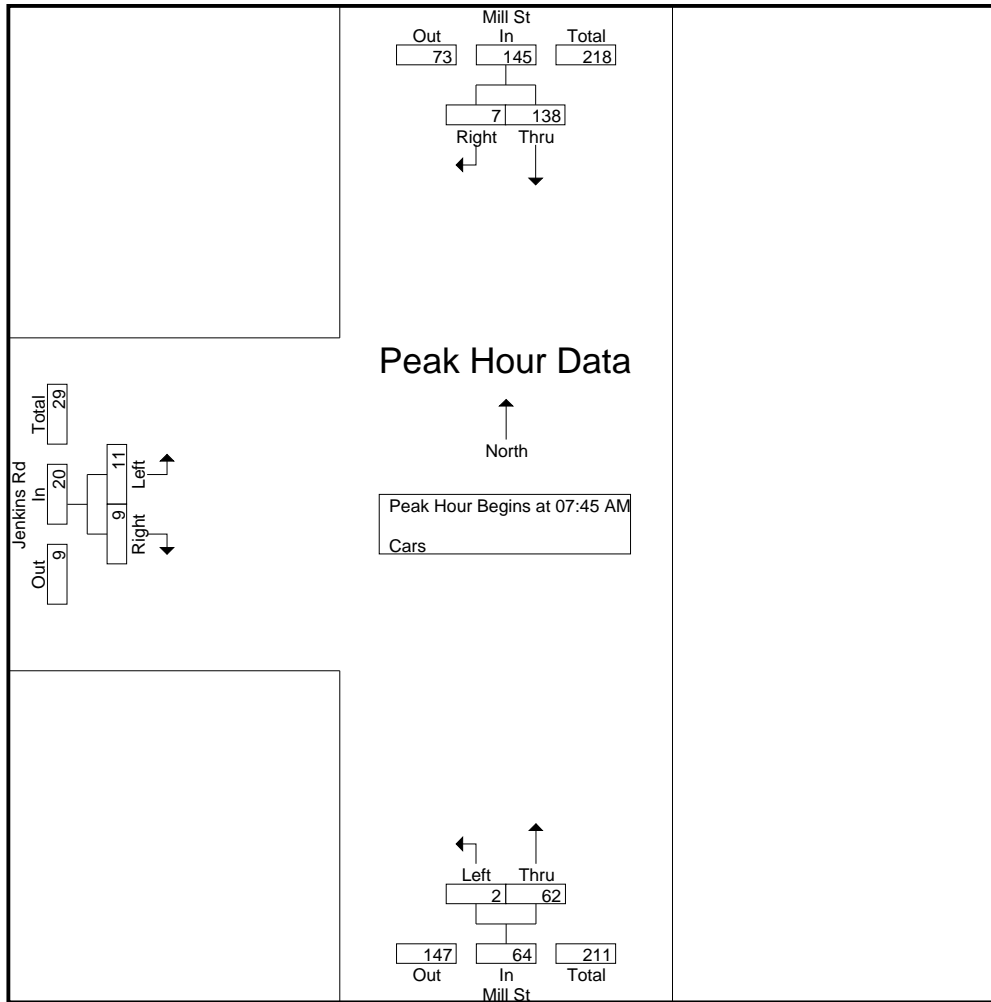 Mill St
Out In Total
73 145 218
7 138
Right Thru
Peak Hour Data
North
Peak Hour Begins at 07:45 AM
Cars
Jenkins Rd
Out In Total
9 20 29
9 11
Right Left
Left Thru
2 62
147 64 211
Out In Total
Mill St